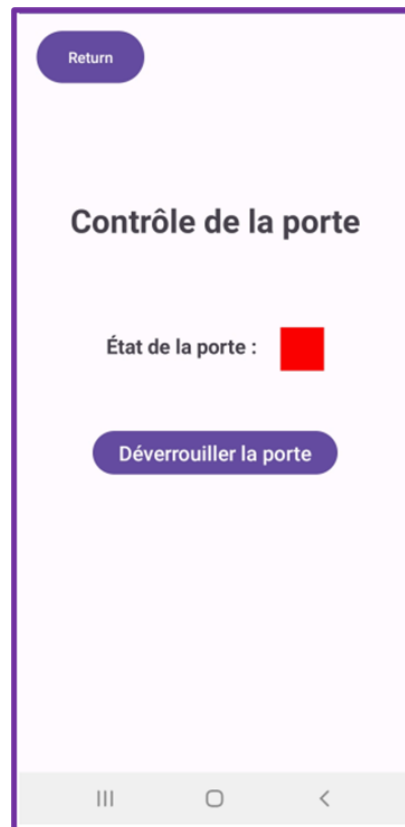 Return
Contrôle de la porte
État de la porte :
Déverrouiller la porte